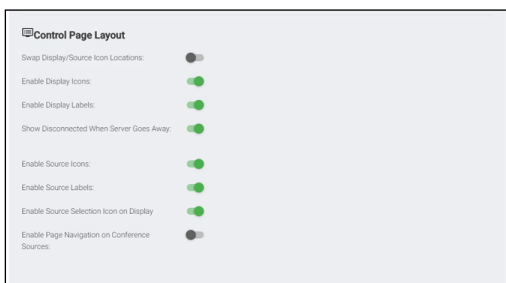 Control Page Layout
Swap Display/Source Icon Locations:
Enable Display Icons:
Enable Display Labels:
Show Disconnected When Server Goes Away:
Enable Source Icons:
Enable Source Labels:
Enable Source Selection Icon on Display
Enable Page Navigation on Conference
Sources: